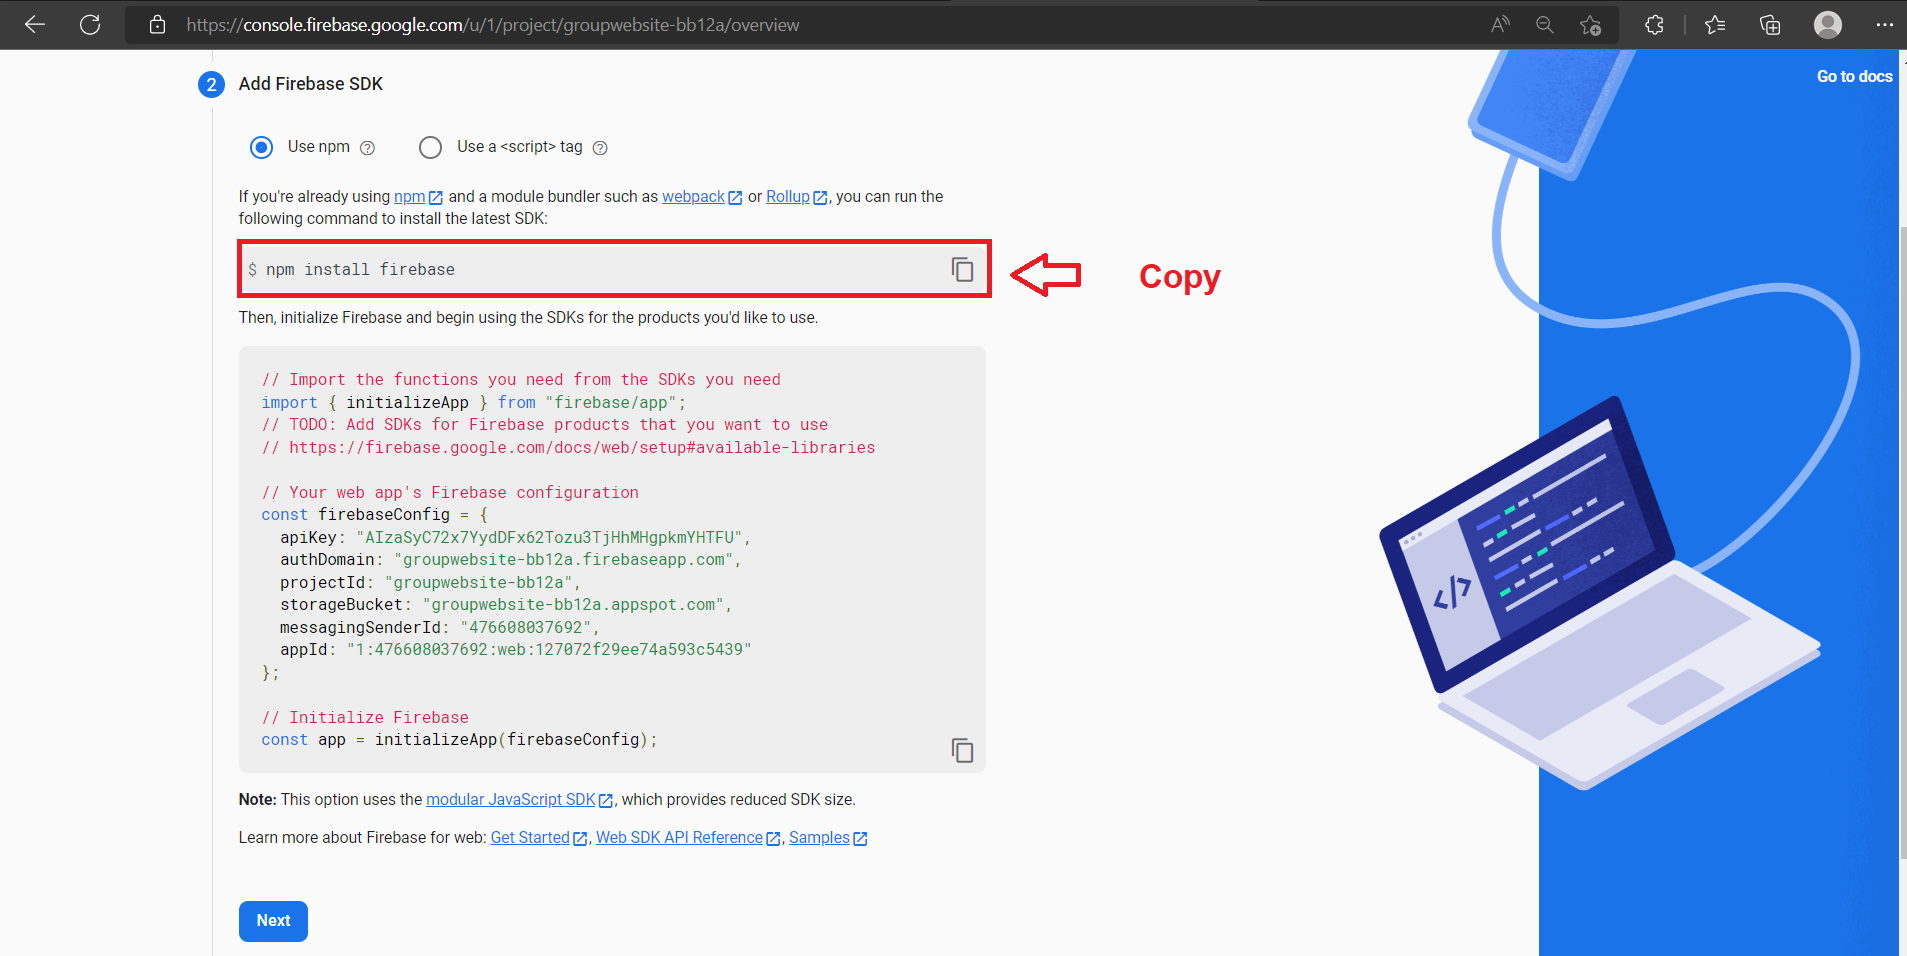 https://console.firebase.google.com/u/1/project/groupwebsite-bb12a/overview
Go to docs
2 Add Firebase SDK
Use npm Use a <script> tag
If you're already using npm and a module bundler such as webpack or Rollup, you can run the
following command to install the latest SDK:
$ npm install firebase
Copy
Then, initialize Firebase and begin using the SDKs for the products you'd like to use.
// Import the functions you need from the SDKs you need
import { initializeApp } from "firebase/app";
// TODO: Add SDKs for Firebase products that you want to use
// https://firebase.google.com/docs/web/setup#available-libraries
// Your web app's Firebase configuration
const firebaseConfig = {
apiKey: "AIzaSyC72x7YydDFx62Tozu3TjHhMHgpkmYHTFU",
authDomain: "groupwebsite-bb12a.firebaseapp.com",
projectId: "groupwebsite-bb12a",
storageBucket: "groupwebsite-bb12a.appspot.com",
messagingSenderId: "476608037692",
appId: "1:476608037692:web:127072f29ee74a593c5439"
};
// Initialize Firebase
const app = initializeApp(firebaseConfig);
Note: This option uses the modular JavaScript SDK, which provides reduced SDK size.
Learn more about Firebase for web: Get Started, Web SDK API Reference, Samples
Next